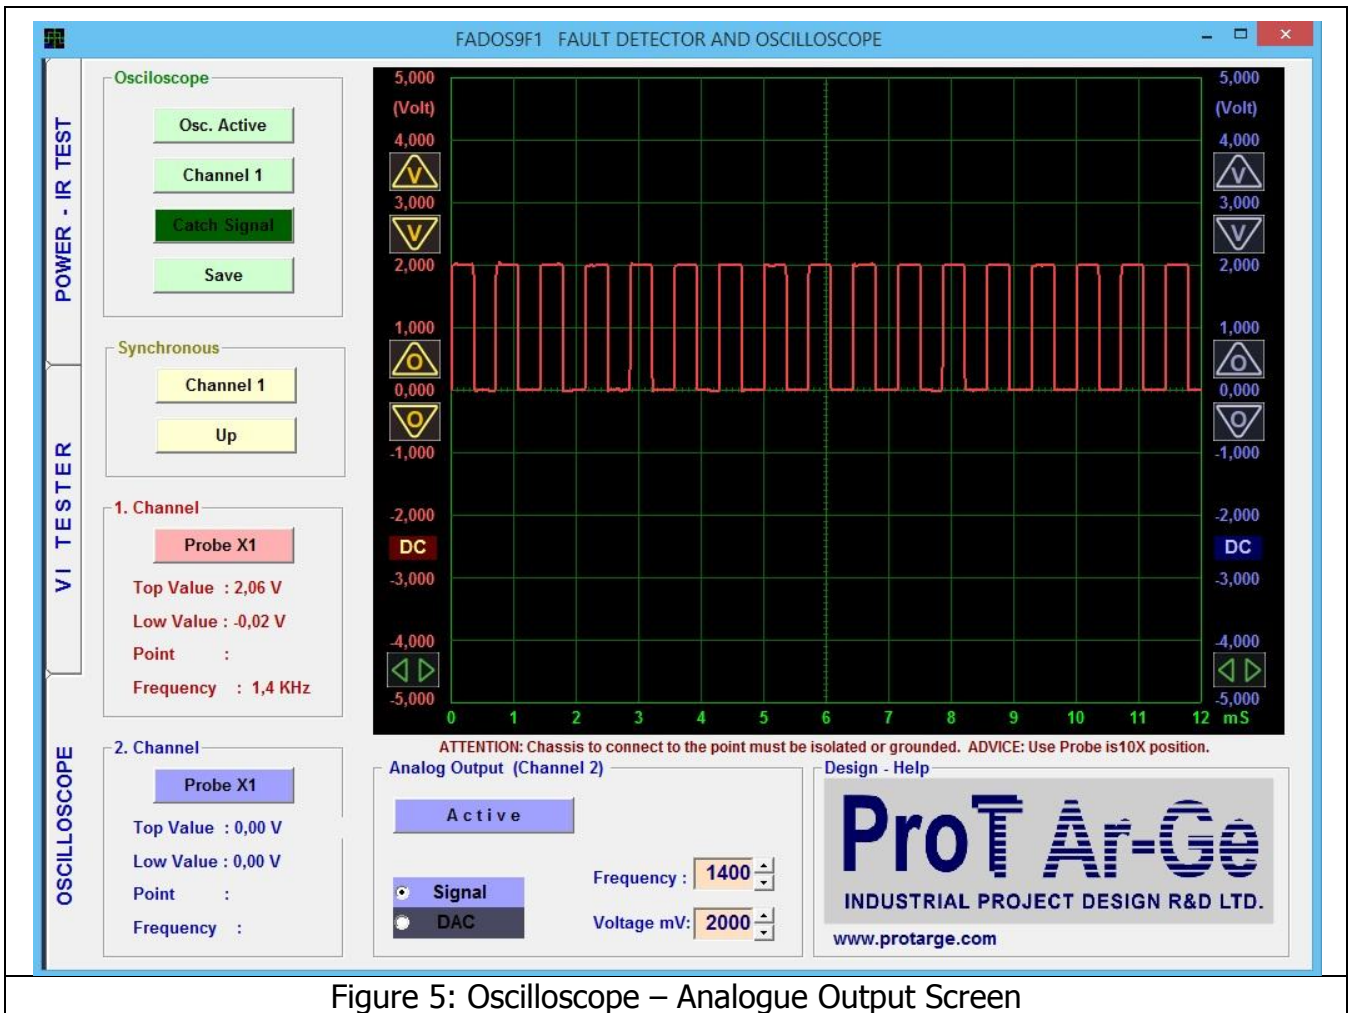 FADOS9F1 FAULT DETECTOR AND OSCILLOSCOPE
POWER - IR TEST
VI TESTER
OSCILLOSCOPE
Osciloscope
Osc. Active
Channel 1
Catch Signal
Save
Synchronous
Channel 1
Up
1. Channel
Probe X1
Top Value : 2,06 V
Low Value : -0,02 V
Point :
Frequency : 1,4 KHz
2. Channel
Probe X1
Top Value : 0,00 V
Low Value : 0,00 V
Point :
Frequency :
5,000
(Volt)
4,000
V
3,000
V
2,000
1,000
O
0,000
O
-1,000
-2,000
DC
-3,000
-4,000
-5,000
5,000
(Volt)
4,000
V
3,000
V
2,000
1,000
O
0,000
O
-1,000
-2,000
DC
-3,000
-4,000
-5,000
0 1 2 3 4 5 6 7 8 9 10 11 12 mS
ATTENTION: Chassis to connect to the point must be isolated or grounded. ADVICE: Use Probe is10X position.
Analog Output (Channel 2)
Active
Signal
DAC
Frequency : 1400
Voltage mV: 2000
Design - Help
ProT Ar-Ge
INDUSTRIAL PROJECT DESIGN R&D LTD.
www.protarge.com
Figure 5: Oscilloscope – Analogue Output Screen